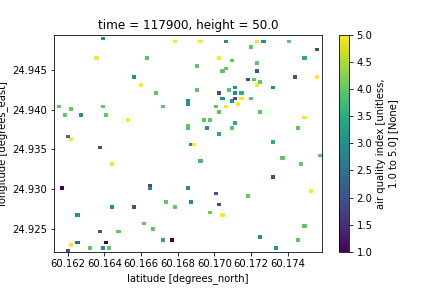 time = 117900, height = 50.0
24.945
24.940
24.935
24.930
24.925
longitude [degrees_east]
60.162 60.164 60.166 60.168 60.170 60.172 60.174
latitude [degrees_north]
5.0
4.5
4.0
3.5
3.0
2.5
2.0
1.5
1.0
air quality index [unitless,
1.0 to 5.0] [None]